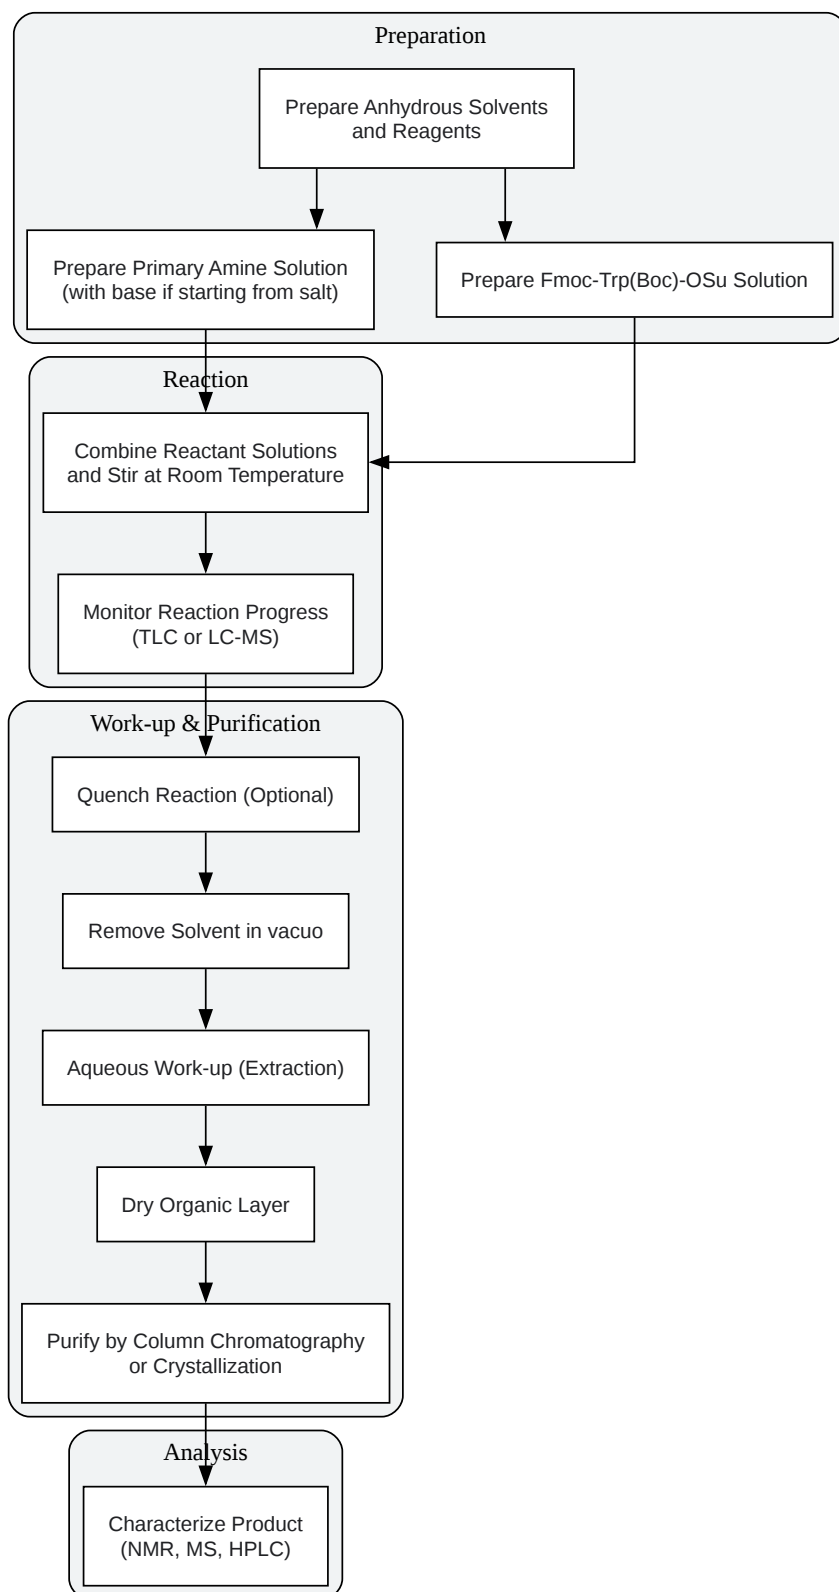 Preparation
Prepare Anhydrous Solvents
and Reagents
Prepare Primary Amine Solution
(with base if starting from salt)
Prepare Fmoc-Trp(Boc)-OSu Solution
Reaction
Combine Reactant Solutions
and Stir at Room Temperature
Monitor Reaction Progress
(TLC or LC-MS)
Work-up & Purification
Quench Reaction (Optional)
Remove Solvent in vacuo
Aqueous Work-up (Extraction)
Dry Organic Layer
Purify by Column Chromatography
or Crystallization
Analysis
Characterize Product
(NMR, MS, HPLC)